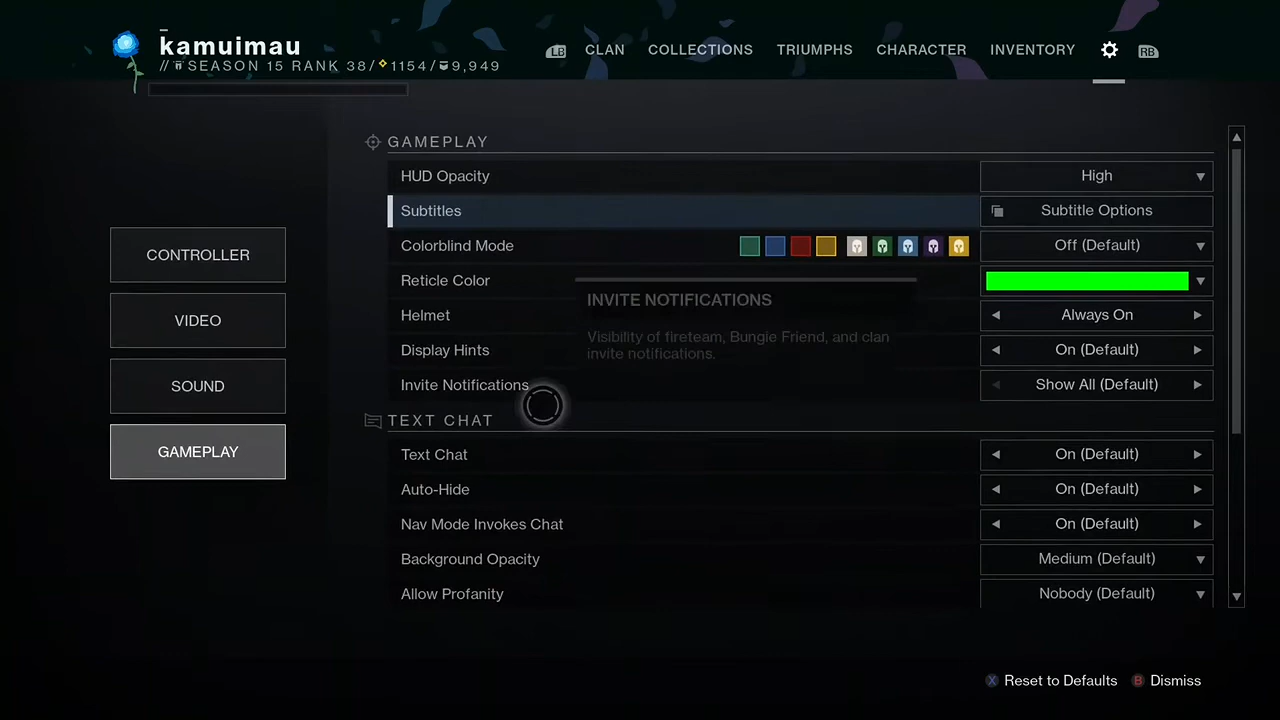 kamuimau
LB CLAN COLLECTIONS TRIUMPHS CHARACTER INVENTORY RB
// SEASON 15 RANK 38/ 1154/ 9,949
GAMEPLAY
HUD Opacity High
Subtitles Subtitle Options
CONTROLLER
Colorblind Mode Off (Default)
Reticle Color
INVITE NOTIFICATIONS
VIDEO
Helmet Always On
Visibility of fireteam, Bungie Friend, and clan
invite notifications.
Display Hints On (Default)
SOUND
Invite Notifications Show All (Default)
TEXT CHAT
GAMEPLAY
Text Chat On (Default)
Auto-Hide On (Default)
Nav Mode Invokes Chat On (Default)
Background Opacity Medium (Default)
Allow Profanity Nobody (Default)
X Reset to Defaults B Dismiss